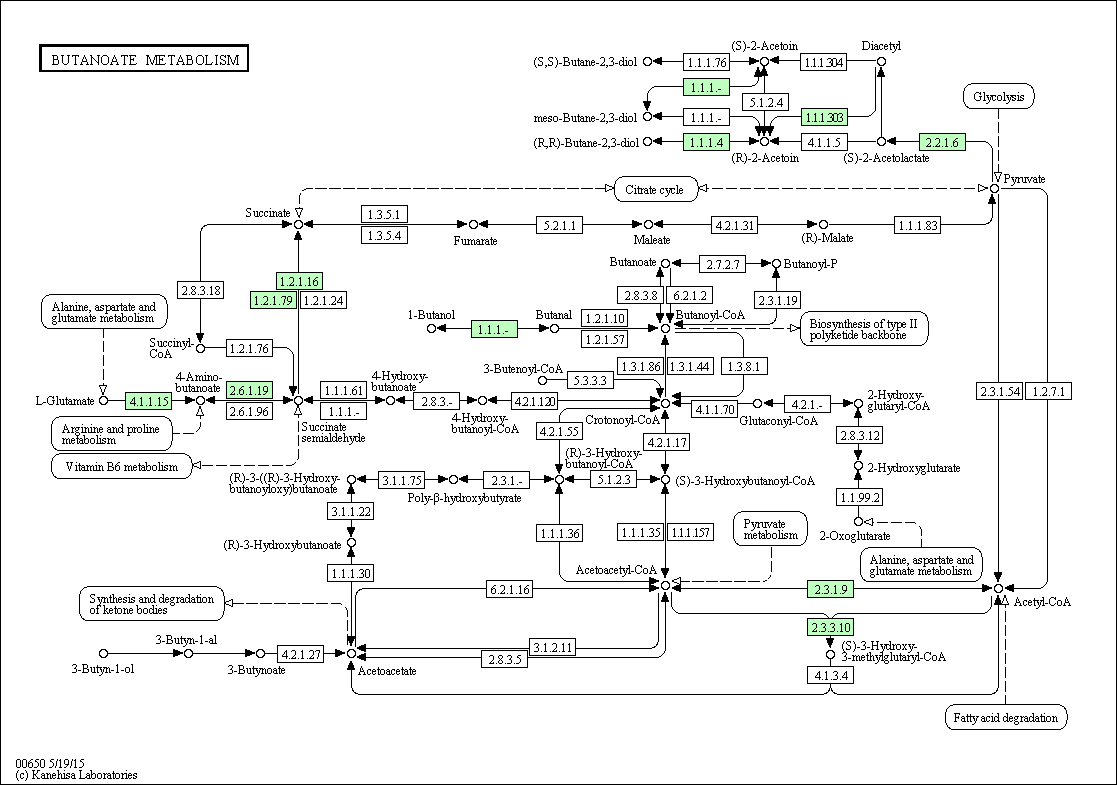 BUTANOATE METABOLISM
(S)-2-Acetoin
Diacetyl
(S,S)-Butane-2,3-diol
1.1.1.76
1.1.1.304
1.1.1.-
5.1.2.4
Glycolysis
meso-Butane-2,3-diol
1.1.1.-
1.1.1.303
(R,R)-Butane-2,3-diol
1.1.1.4
4.1.1.5
2.2.1.6
(R)-2-Acetoin
(S)-2-Acetolactate
Citrate cycle
Pyruvate
Succinate
1.3.5.1
1.3.5.4
5.2.1.1
4.2.1.31
1.1.1.83
Fumarate
Maleate
(R)-Malate
Butanoate
2.7.2.7
Butanoyl-P
2.8.3.18
1.2.1.16
1.2.1.79
1.2.1.24
2.8.3.8
6.2.1.2
2.3.1.19
Alanine, aspartate and
glutamate metabolism
1-Butanol
Butanal
1.2.1.10
Butanoyl-CoA
1.1.1.-
1.2.1.57
Biosynthesis of type II
polyketide backbone
Succinyl-
CoA
1.2.1.76
3-Butenoyl-CoA
1.3.1.86
1.3.1.44
1.3.8.1
5.3.3.3
4-Amino-
butanoate
2.6.1.19
1.1.1.61
4-Hydroxy-
butanoate
L-Glutamate
4.1.1.15
2.6.1.96
1.1.1.-
2.8.3.-
4.2.1.120
4.1.1.70
4.2.1.-
2-Hydroxy-
glutaryl-CoA
2.3.1.54
1.2.7.1
Arginine and proline
metabolism
Succinate
semialdehyde
4-Hydroxy-
butanoyl-CoA
Crotonoyl-CoA
Glutaconyl-CoA
4.2.1.55
4.2.1.17
2.8.3.12
Vitamin B6 metabolism
(R)-3-Hydroxy-
butanoyl-CoA
2-Hydroxyglutarate
(R)-3-((R)-3-Hydroxy-
butanoyloxy)butanoate
3.1.1.75
2.3.1.-
5.1.2.3
(S)-3-Hydroxybutanoyl-CoA
Poly-β-hydroxybutyrate
1.1.99.2
3.1.1.22
1.1.1.36
1.1.1.35
1.1.1.157
Pyruvate
metabolism
2-Oxoglutarate
(R)-3-Hydroxybutanoate
Alanine, aspartate and
glutamate metabolism
1.1.1.30
Acetoacetyl-CoA
6.2.1.16
2.3.1.9
Acetyl-CoA
Synthesis and degradation
of ketone bodies
2.3.3.10
3-Butyn-1-al
3.1.2.11
(S)-3-Hydroxy-
3-methylglutaryl-CoA
4.2.1.27
2.8.3.5
3-Butyn-1-ol
3-Butynoate
Acetoacetate
4.1.3.4
Fatty acid degradation
00650 5/19/15
(c) Kanehisa Laboratories